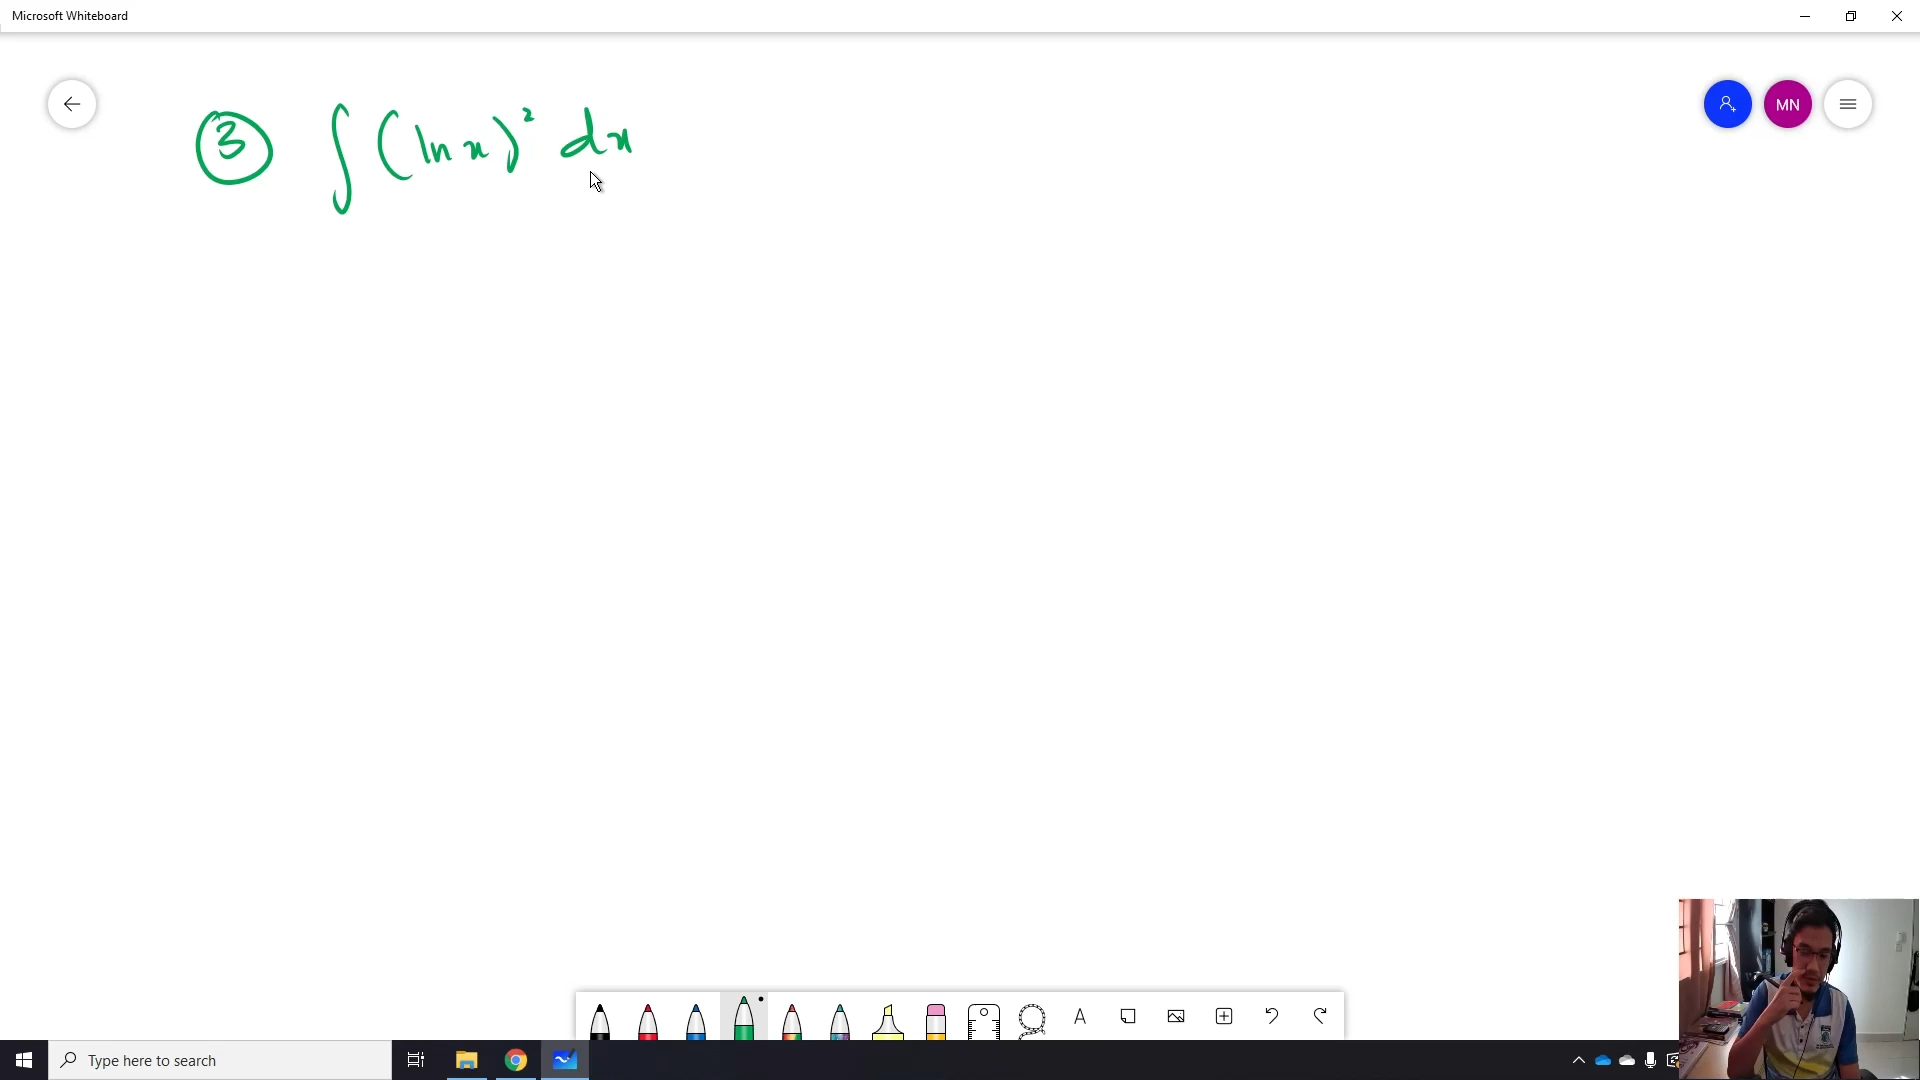 Microsoft Whiteboard
MN
③ ∫ (ln x)² dx
A
Type here to search